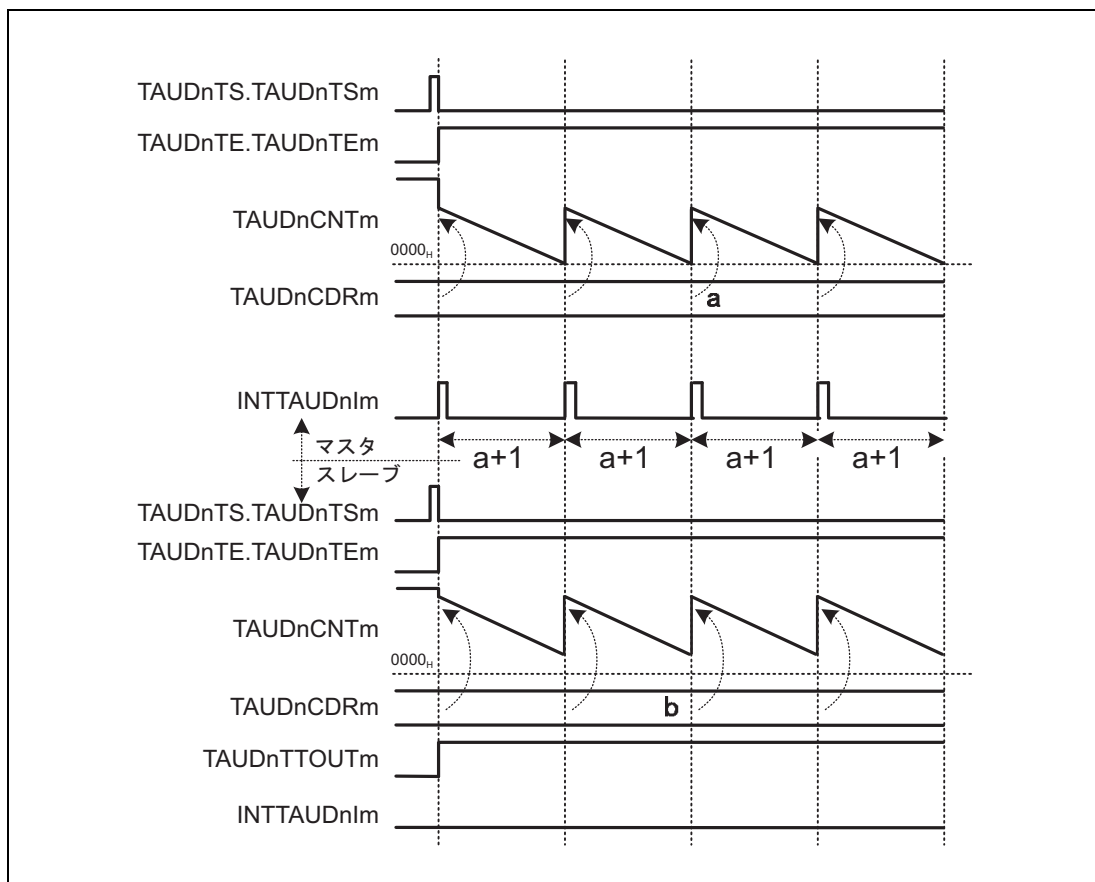 TAUDnTS.TAUDnTSm
TAUDnTE.TAUDnTEm
TAUDnCNTm
0000H
TAUDnCDRm
a
INTTAUDnIm
a+1 a+1 a+1 a+1
マスタ
スレーブ
TAUDnTS.TAUDnTSm
TAUDnTE.TAUDnTEm
TAUDnCNTm
0000H
TAUDnCDRm
b
TAUDnTTOUTm
INTTAUDnIm